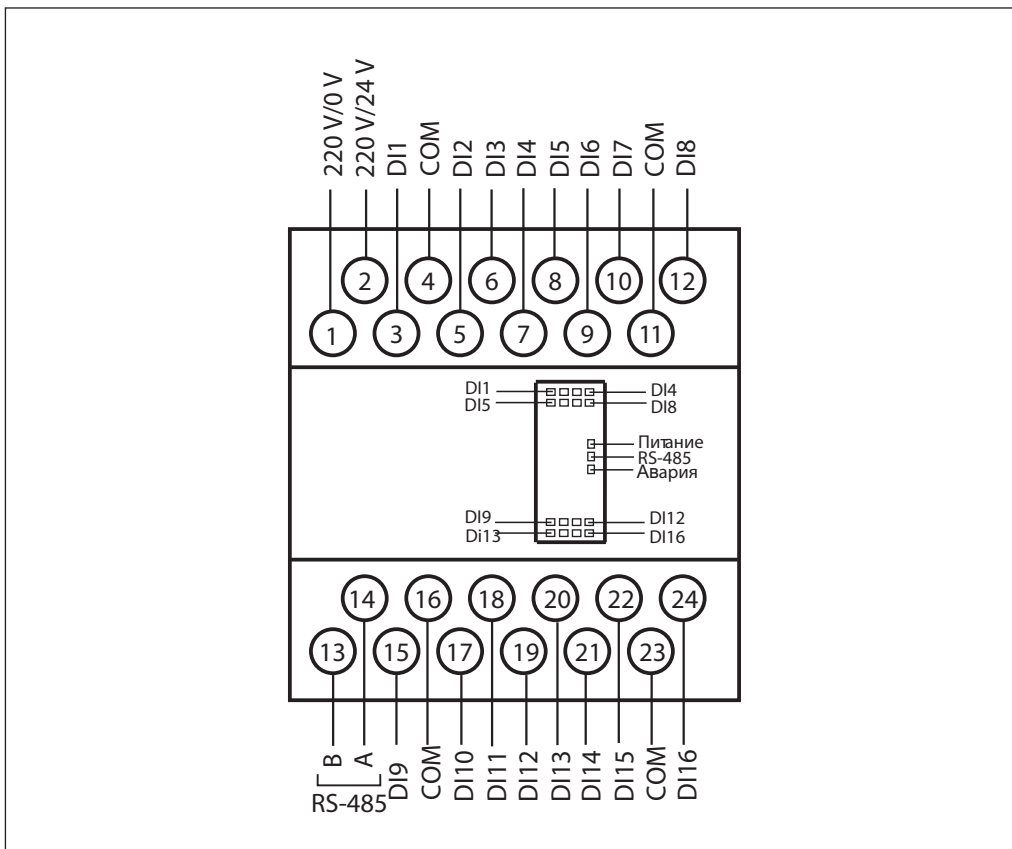 220 V/0 V
220 V/24 V
DI1
COM
DI2
DI3
DI4
DI5
DI6
DI7
COM
DI8
2 4 6 8 10 12
1 3 5 7 9 11
DI1 DI4
DI5 DI8
Питание
RS-485
Авария
DI9 DI12
Di13 DI16
14 16 18 20 22 24
13 15 17 19 21 23
B
A
RS-485
DI9
COM
DI10
DI11
DI12
DI13
DI14
DI15
COM
DI16